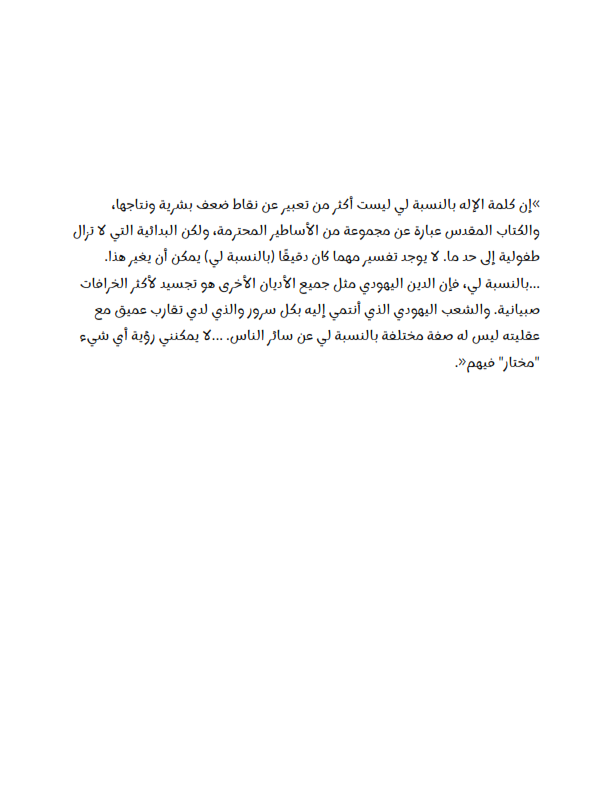 »إن كلمة الإله بالنسبة لي ليست أكثر من تعبير عن نقاط ضعف بشرية ونتاجها،
والكتاب المقدس عبارة عن مجموعة من الأساطير المحترمة، ولكن البدائية التي لا تزال
طفولية إلى حد ما. لا يوجد تفسير مهما كان دقيقًا (بالنسبة لي) يمكن أن يغير هذا.
...بالنسبة لي، فإن الدين اليهودي مثل جميع الأديان الأخرى هو تجسيد لأكثر الخرافات
صبيانية. والشعب اليهودي الذي أنتمي إليه بكل سرور والذي لدي تقارب عميق مع
عقليته ليس له صفة مختلفة بالنسبة لي عن سائر الناس. ...لا يمكنني رؤية أي شيء
"مختار" فيهم«.